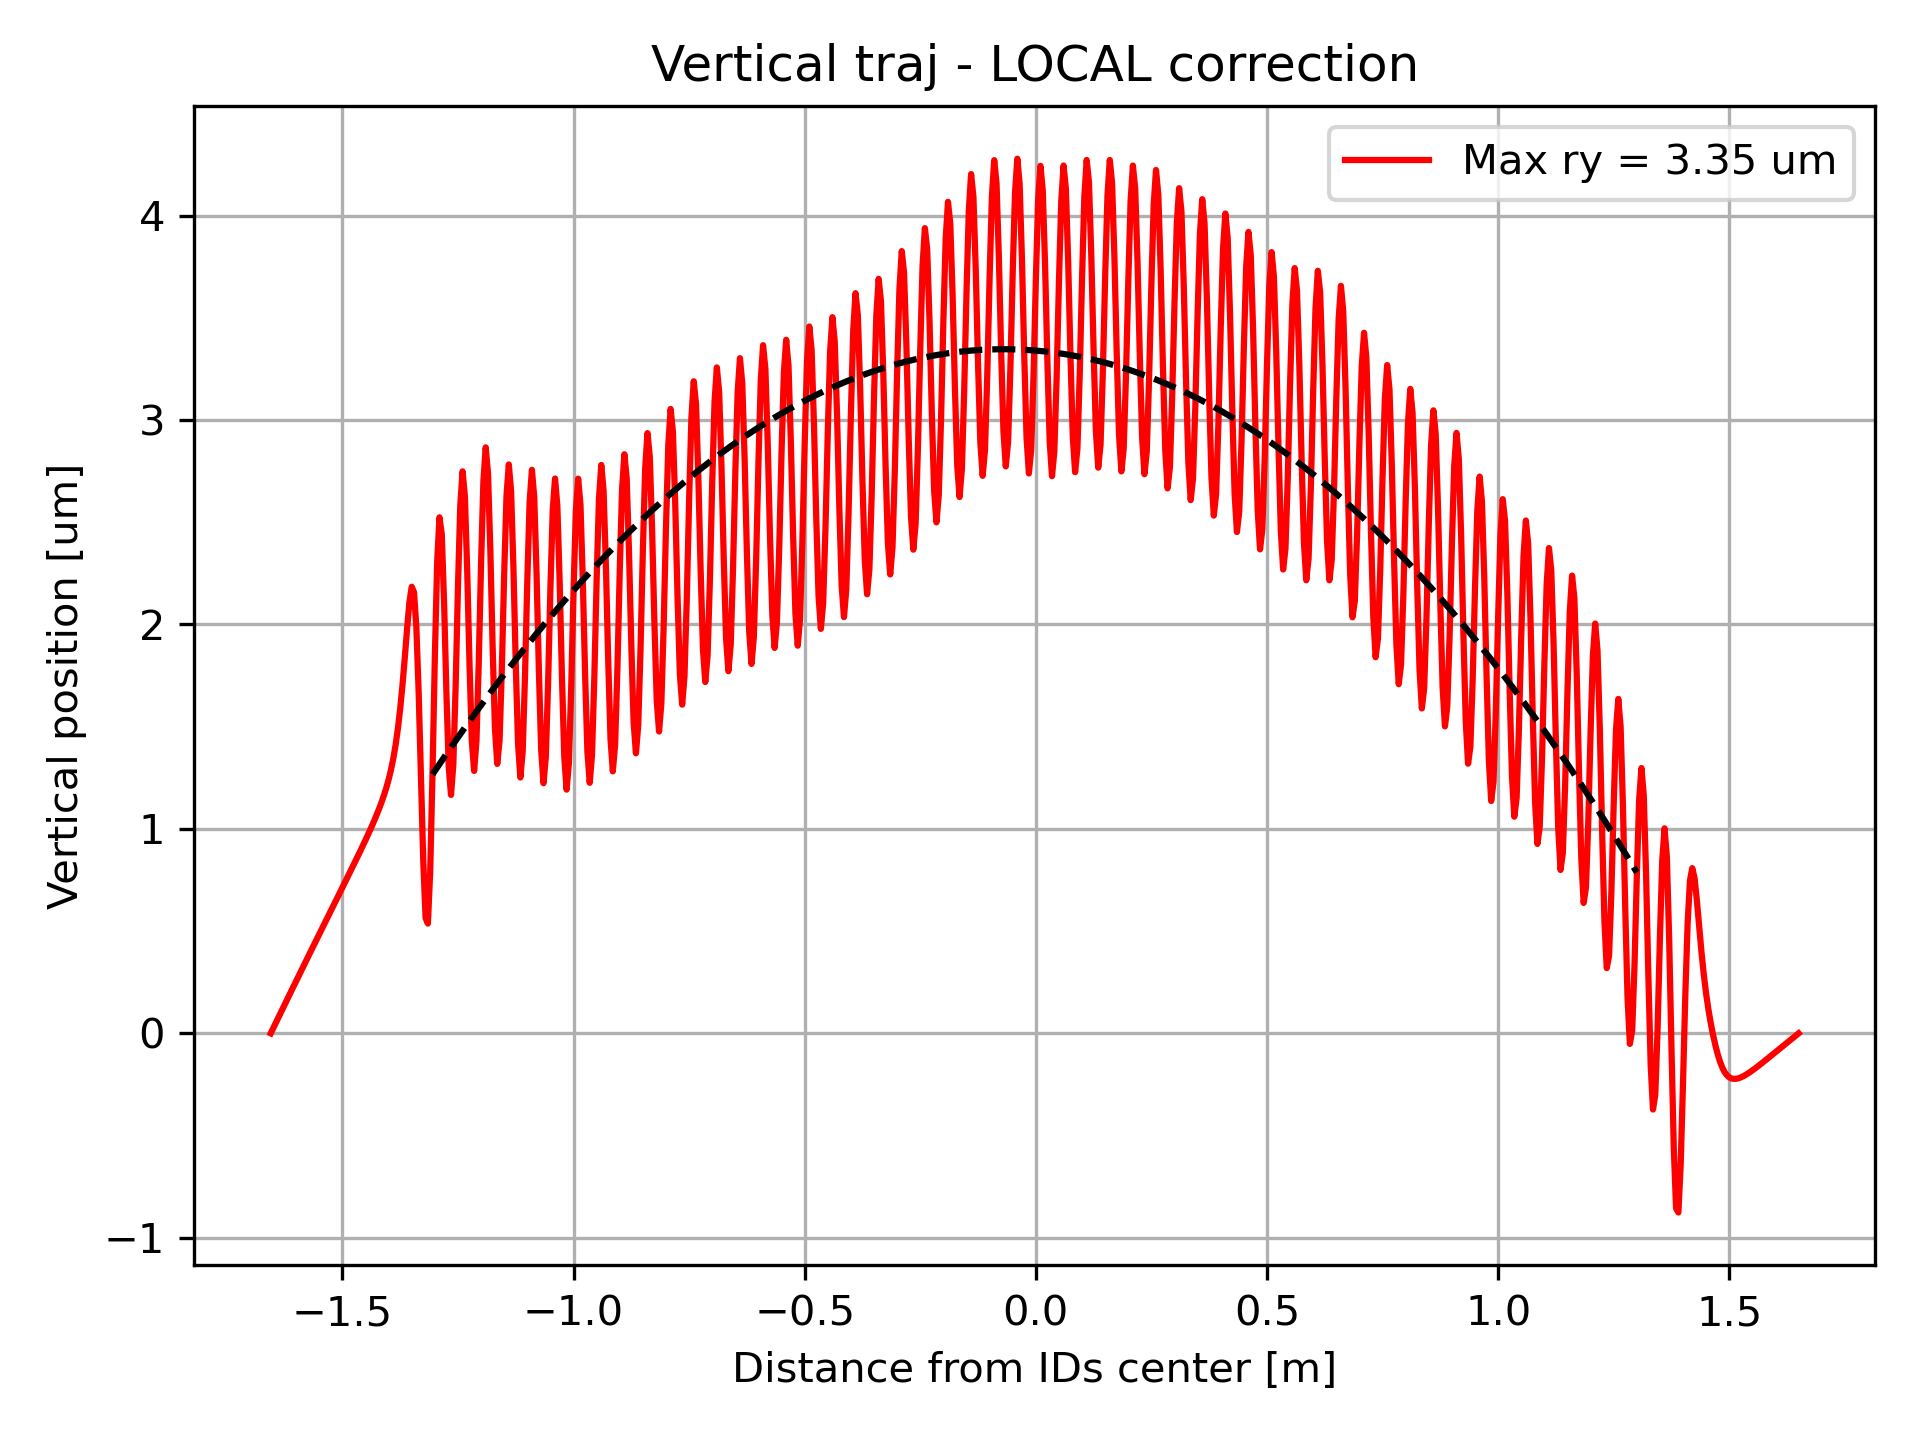 Vertical traj - LOCAL correction
Max ry = 3.35 um
Vertical position [um]
4
3
2
1
0
−1
−1.5 −1.0 −0.5 0.0 0.5 1.0 1.5
Distance from IDs center [m]